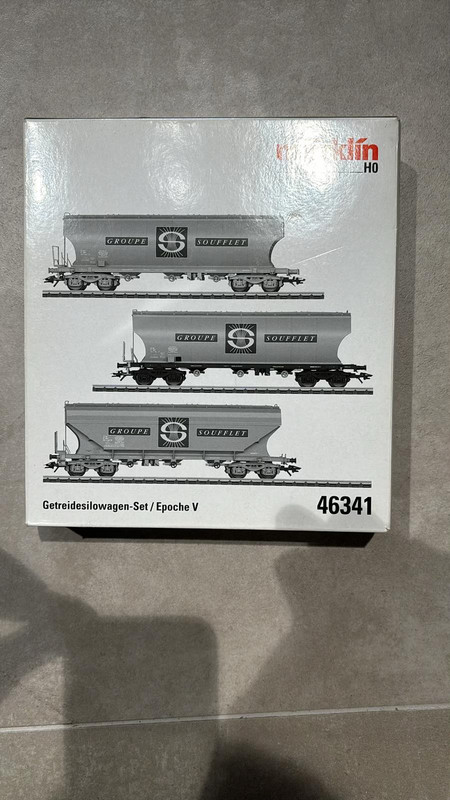 märklin
H0
GROUPE S SOUFFLET
GROUPE S SOUFFLET
GROUPE S SOUFFLET
Getreidesilowagen-Set / Epoche V
46341